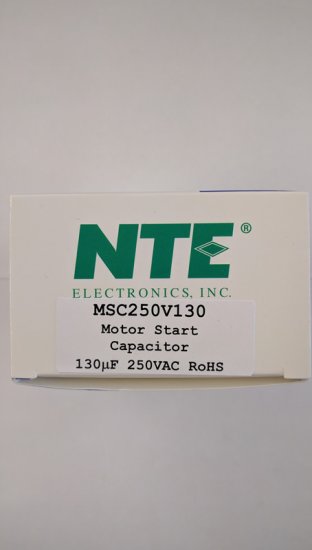 NTE®
ELECTRONICS, INC.
MSC250V130
Motor Start
Capacitor
130µF 250VAC RoHS